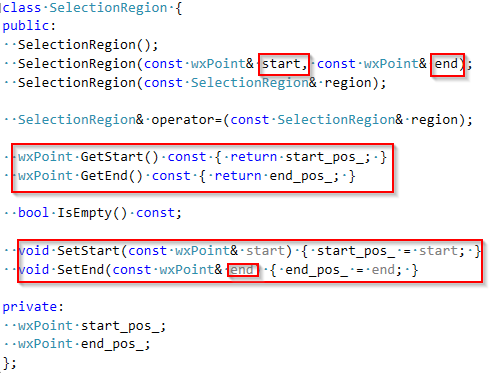 class SelectionRegion {
public:
  SelectionRegion();
  SelectionRegion(const wxPoint& start, const wxPoint& end);
  SelectionRegion(const SelectionRegion& region);
  SelectionRegion& operator=(const SelectionRegion& region);
  wxPoint GetStart() const { return start_pos_; }
  wxPoint GetEnd() const { return end_pos_; }
  bool IsEmpty() const;
  void SetStart(const wxPoint& start) { start_pos_ = start; }
  void SetEnd(const wxPoint& end) { end_pos_ = end; }
private:
  wxPoint start_pos_;
  wxPoint end_pos_;
};